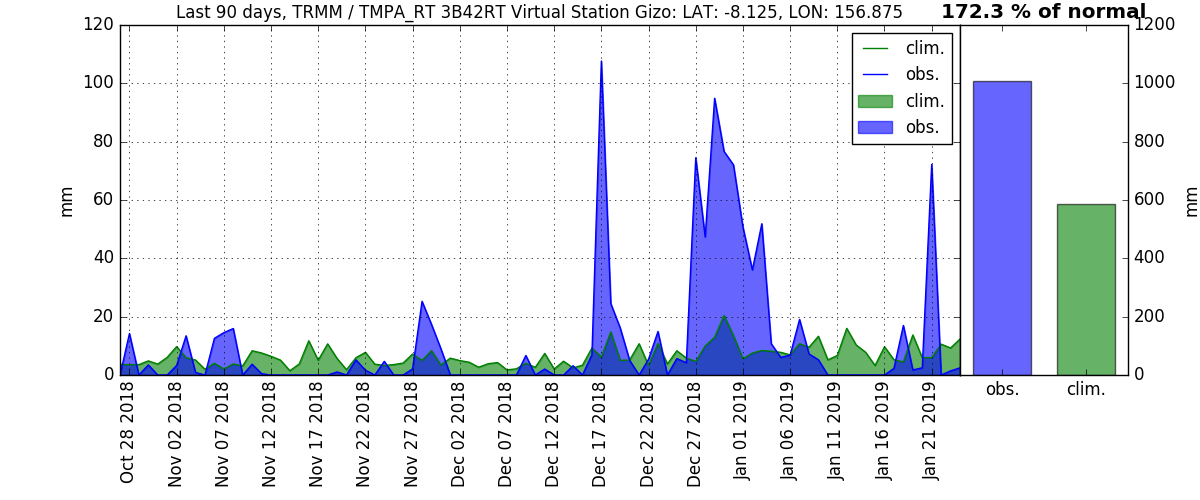 Last 90 days, TRMM / TMPA_RT 3B42RT Virtual Station Gizo: LAT: -8.125, LON: 156.875
172.3 % of normal
120
100
80
60
40
20
0
mm
clim.
obs.
clim.
obs.
Oct 28 2018
Nov 02 2018
Nov 07 2018
Nov 12 2018
Nov 17 2018
Nov 22 2018
Nov 27 2018
Dec 02 2018
Dec 07 2018
Dec 12 2018
Dec 17 2018
Dec 22 2018
Dec 27 2018
Jan 01 2019
Jan 06 2019
Jan 11 2019
Jan 16 2019
Jan 21 2019
1200
1000
800
600
400
200
0
mm
obs.
clim.